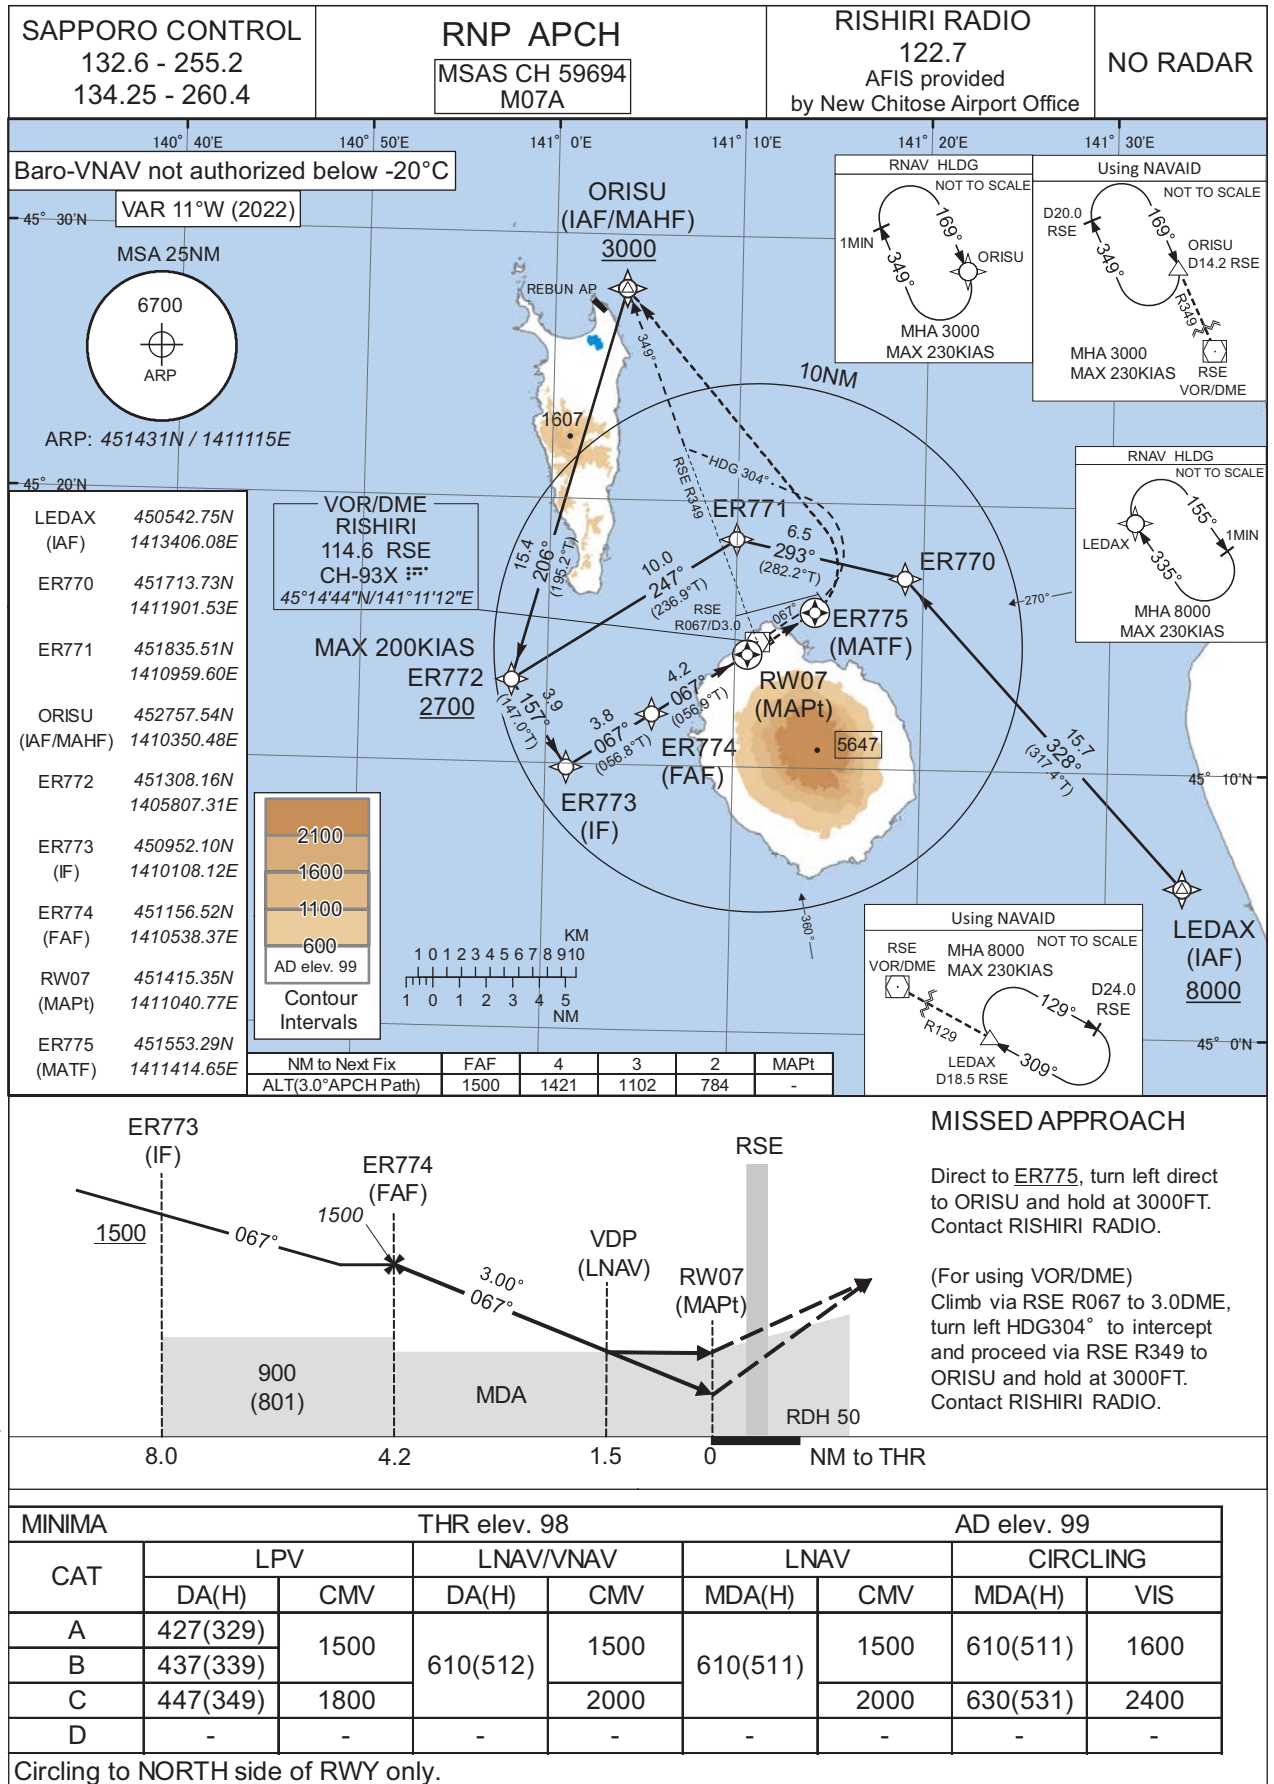 SAPPORO CONTROL
132.6 - 255.2
134.25 - 260.4
RNP APCH
MSAS CH 59694
M07A
RISHIRI RADIO
122.7
AFIS provided
by New Chitose Airport Office
NO RADAR
140° 40'E
140° 50'E
141° 0'E
141° 10'E
141° 20'E
141° 30'E
Baro-VNAV not authorized below -20°C
VAR 11°W (2022)
45° 30'N
MSA 25NM
6700
ARP
ARP: 451431N / 1411115E
45° 20'N
ORISU
(IAF/MAHF)
3000
REBUN AP
349°
1607
10NM
RNAV HLDG
NOT TO SCALE
169°
1MIN
349°
ORISU
MHA 3000
MAX 230KIAS
Using NAVAID
NOT TO SCALE
D20.0
RSE
169°
349°
ORISU
D14.2 RSE
R349
MHA 3000
MAX 230KIAS
RSE
VOR/DME
RNAV HLDG
NOT TO SCALE
155°
1MIN
LEDAX
335°
MHA 8000
MAX 230KIAS
LEDAX 450542.75N
(IAF) 1413406.08E
ER770 451713.73N
1411901.53E
ER771 451835.51N
1410959.60E
ORISU 452757.54N
(IAF/MAHF) 1410350.48E
ER772 451308.16N
1405807.31E
ER773 450952.10N
(IF) 1410108.12E
ER774 451156.52N
(FAF) 1410538.37E
RW07 451415.35N
(MAPt) 1411040.77E
ER775 451553.29N
(MATF) 1411414.65E
VOR/DME
RISHIRI
114.6 RSE
CH-93X
45°14'44"N/141°11'12"E
RSE R349
HDG 304°
15.4
206°
(195.2°T)
ER771
10.0
247°
(236.9°T)
6.5
293°
(282.2°T)
ER770
RSE
R067/D3.0
067°
ER775
(MATF)
270°
MAX 200KIAS
ER772
2700
3.9
157°
(147.0°T)
3.8
067°
(056.8°T)
4.2
067°
(056.9°T)
RW07
(MAPt)
ER774
(FAF)
ER773
(IF)
5647
15.7
328°
(317.4°T)
45° 10'N
360°
LEDAX
(IAF)
8000
2100
1600
1100
600
AD elev. 99
Contour
Intervals
KM
1 0 1 2 3 4 5 6 7 8 9 10
1 0 1 2 3 4 5
NM
Using NAVAID
NOT TO SCALE
RSE
VOR/DME
MHA 8000
MAX 230KIAS
R129
129°
D24.0
RSE
LEDAX
D18.5 RSE
309°
45° 0'N
NM to Next Fix FAF 4 3 2 MAPt
ALT(3.0°APCH Path) 1500 1421 1102 784 -
ER773
(IF)
ER774
(FAF)
1500
1500
067°
3.00°
067°
VDP
(LNAV)
RW07
(MAPt)
RSE
900
(801)
MDA
RDH 50
8.0 4.2 1.5 0 NM to THR
MISSED APPROACH
Direct to ER775, turn left direct
to ORISU and hold at 3000FT.
Contact RISHIRI RADIO.
(For using VOR/DME)
Climb via RSE R067 to 3.0DME,
turn left HDG304° to intercept
and proceed via RSE R349 to
ORISU and hold at 3000FT.
Contact RISHIRI RADIO.
MINIMA THR elev. 98 AD elev. 99
CAT LPV LNAV/VNAV LNAV CIRCLING
DA(H) CMV DA(H) CMV MDA(H) CMV MDA(H) VIS
A 427(329) 1500 610(512) 1500 610(511) 1500 610(511) 1600
B 437(339)
C 447(349) 1800 2000 2000 630(531) 2400
D - - - - - - - -
Circling to NORTH side of RWY only.